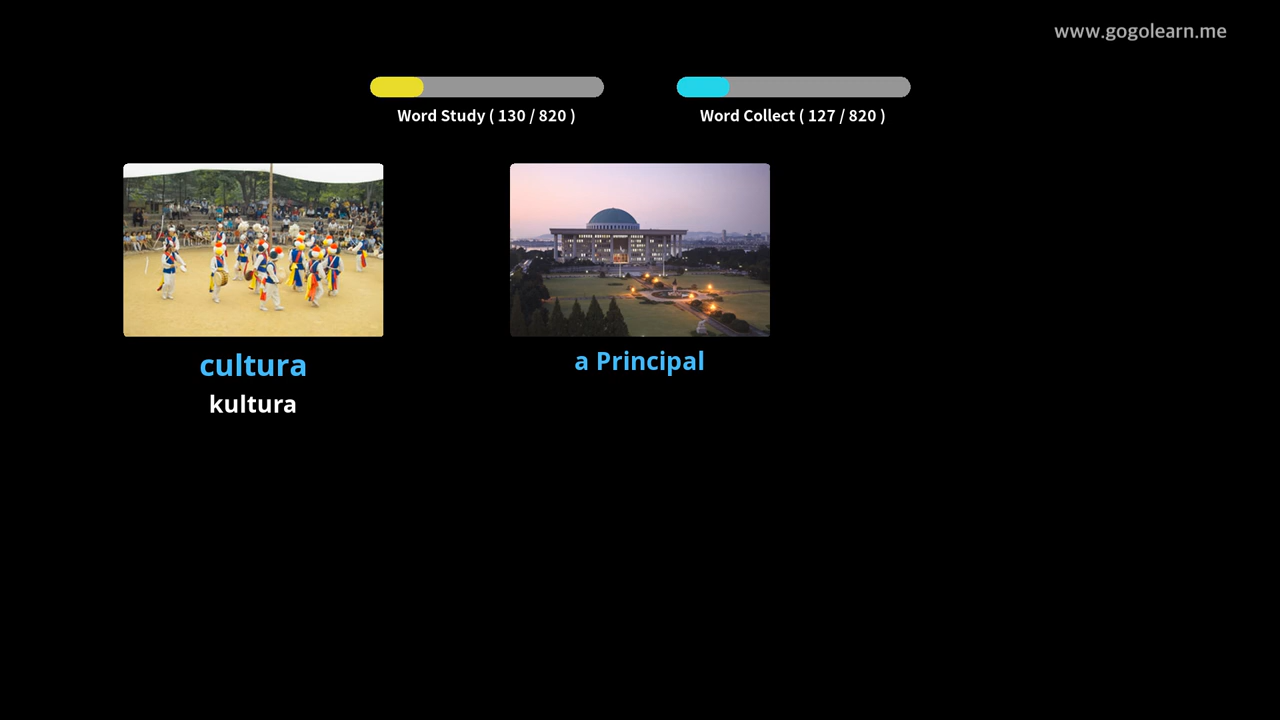 www.gogolearn.me
Word Study ( 130 / 820 )
Word Collect ( 127 / 820 )
cultura
kultura
a Principal